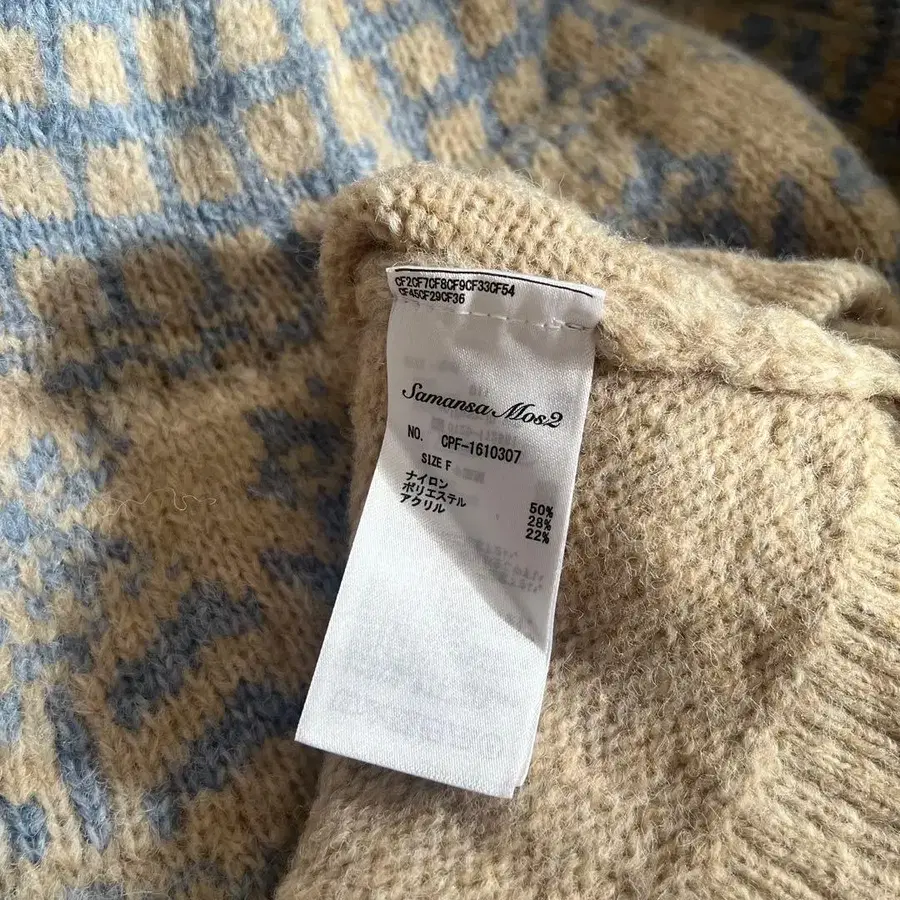 CF2CF7CF8CF9CF33CF54
CF45CF29CF36
Samansa Mos2
NO. CPF-1610307
SIZE F
ナイロン 50%
ポリエステル 28%
アクリル 22%